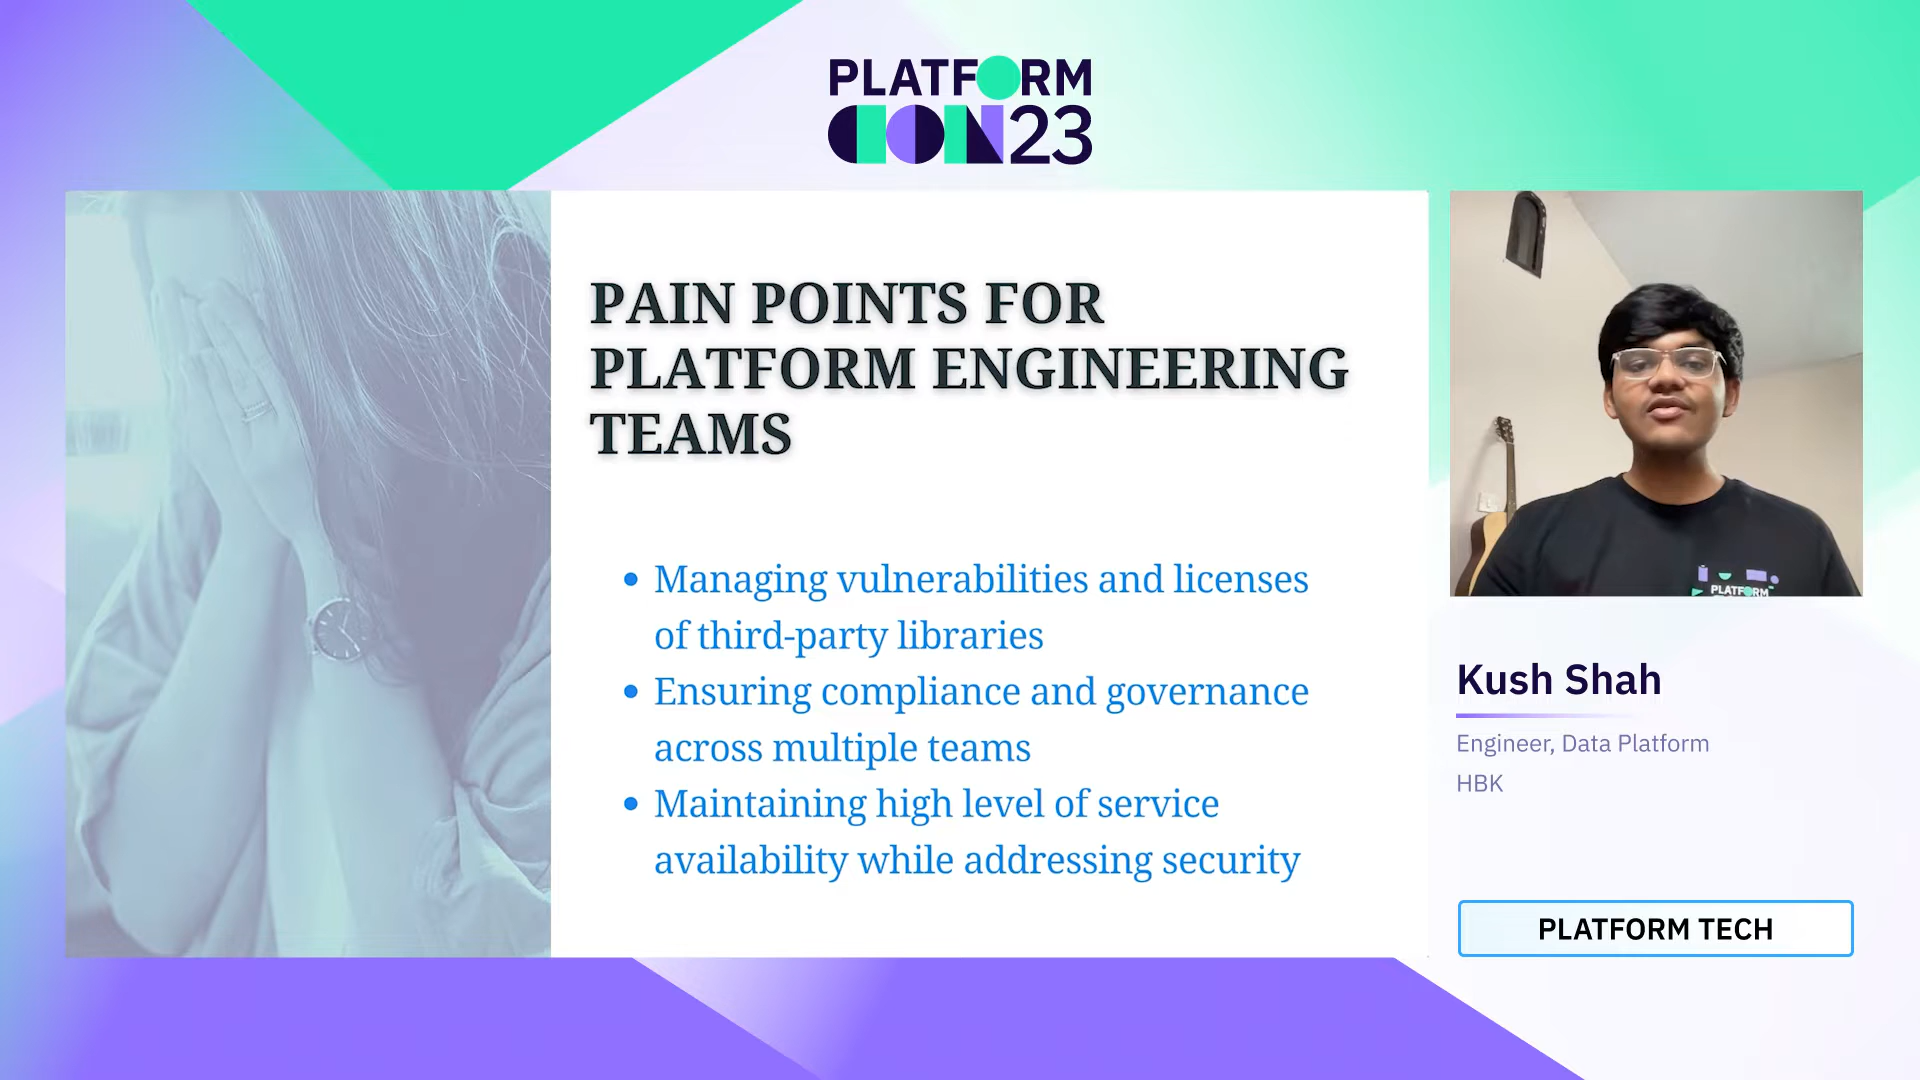 PLATFORM
CON23
PAIN POINTS FOR
PLATFORM ENGINEERING
TEAMS
• Managing vulnerabilities and licenses
of third-party libraries
• Ensuring compliance and governance
across multiple teams
• Maintaining high level of service
availability while addressing security
PLATFORM
Kush Shah
Engineer, Data Platform
HBK
PLATFORM TECH